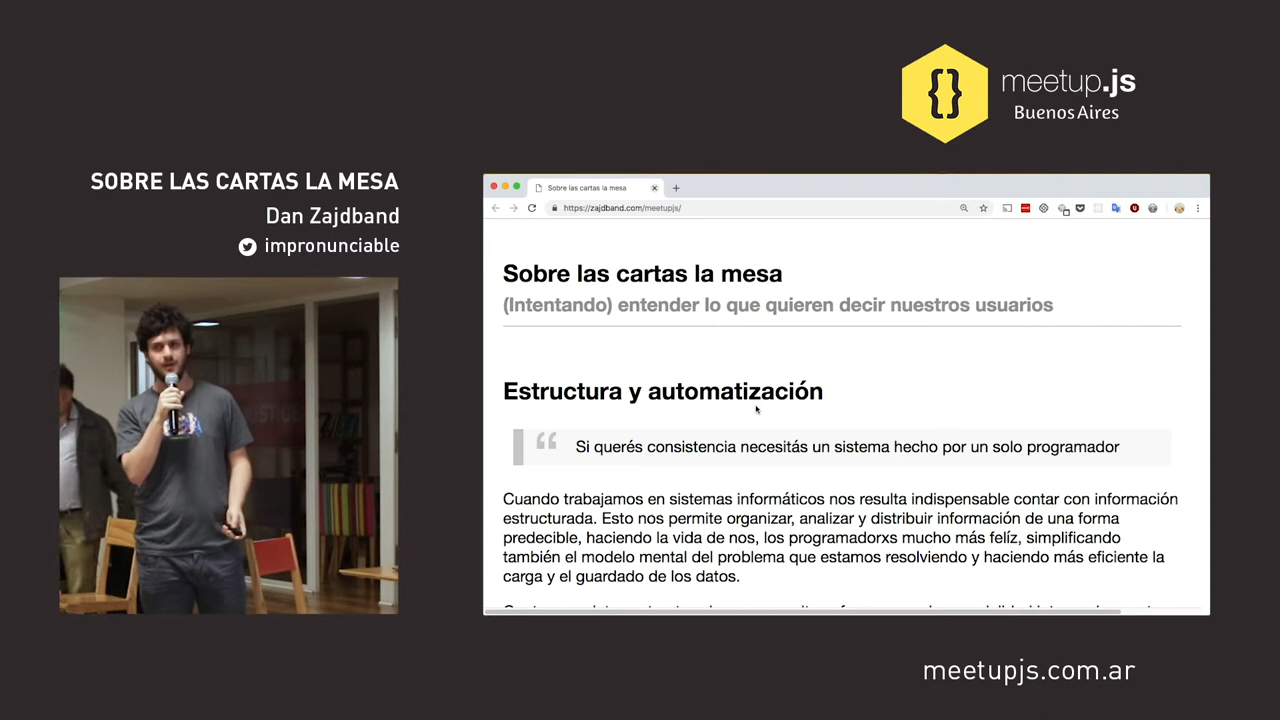 meetup.js
Buenos Aires
SOBRE LAS CARTAS LA MESA
Dan Zajdband
impronunciable
Sobre las cartas la mesa
https://zajdband.com/meetupjs/
Sobre las cartas la mesa
(Intentando) entender lo que quieren decir nuestros usuarios
Estructura y automatización
Si querés consistencia necesitás un sistema hecho por un solo programador
Cuando trabajamos en sistemas informáticos nos resulta indispensable contar con información
estructurada. Esto nos permite organizar, analizar y distribuir información de una forma
predecible, haciendo la vida de nos, los programadorxs mucho más felíz, simplificando
también el modelo mental del problema que estamos resolviendo y haciendo más eficiente la
carga y el guardado de los datos.
meetupjs.com.ar